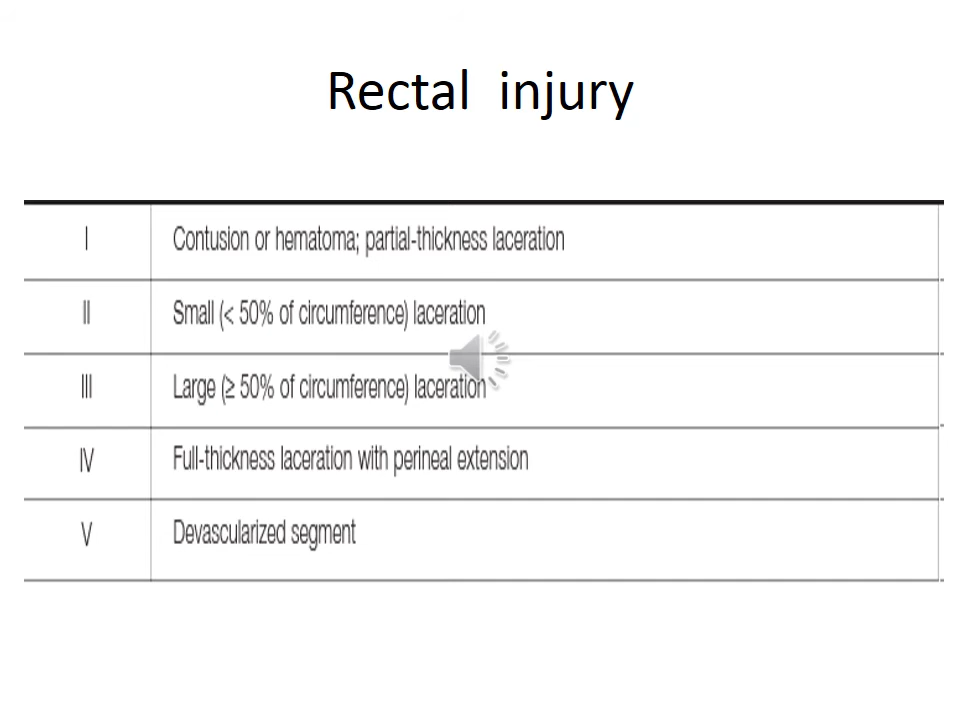 Rectal injury
I Contusion or hematoma; partial-thickness laceration
II Small (< 50% of circumference) laceration
III Large (≥ 50% of circumference) laceration
IV Full-thickness laceration with perineal extension
V Devascularized segment